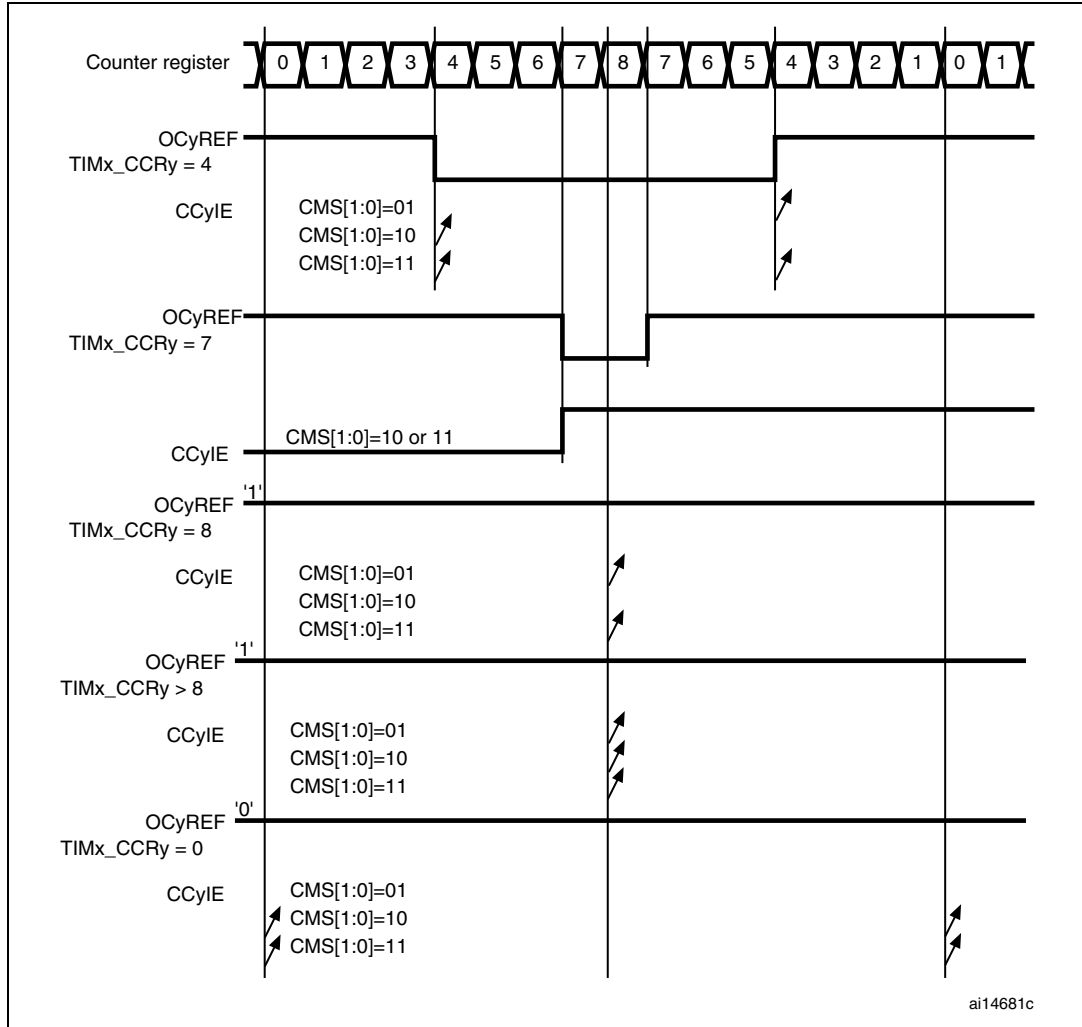 Counter register 0 1 2 3 4 5 6 7 8 7 6 5 4 3 2 1 0 1
OCyREF
TIMx_CCRy = 4
CCyIE
CMS[1:0]=01
CMS[1:0]=10
CMS[1:0]=11
OCyREF
TIMx_CCRy = 7
CCyIE
CMS[1:0]=10 or 11
'1'
OCyREF
TIMx_CCRy = 8
CCyIE
CMS[1:0]=01
CMS[1:0]=10
CMS[1:0]=11
'1'
OCyREF
TIMx_CCRy > 8
CCyIE
CMS[1:0]=01
CMS[1:0]=10
CMS[1:0]=11
'0'
OCyREF
TIMx_CCRy = 0
CCyIE
CMS[1:0]=01
CMS[1:0]=10
CMS[1:0]=11
ai14681c